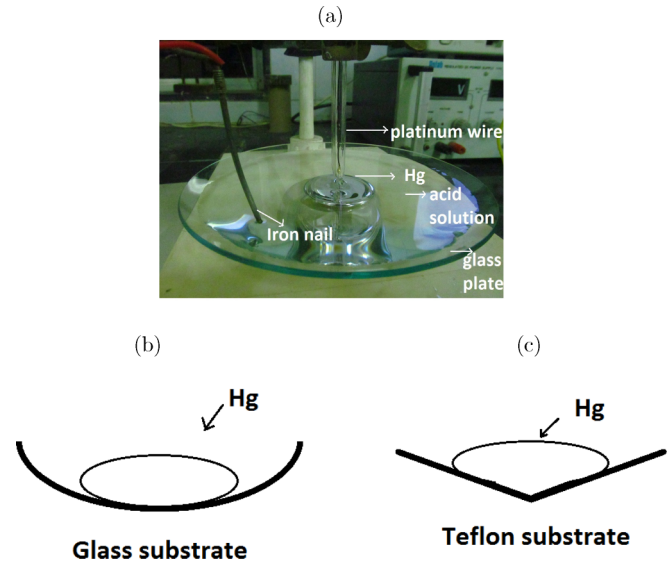 (a)
platinum wire
Hg
acid
solution
Iron nail
glass
plate
(b)
(c)
Hg
Hg
Glass substrate
Teflon substrate